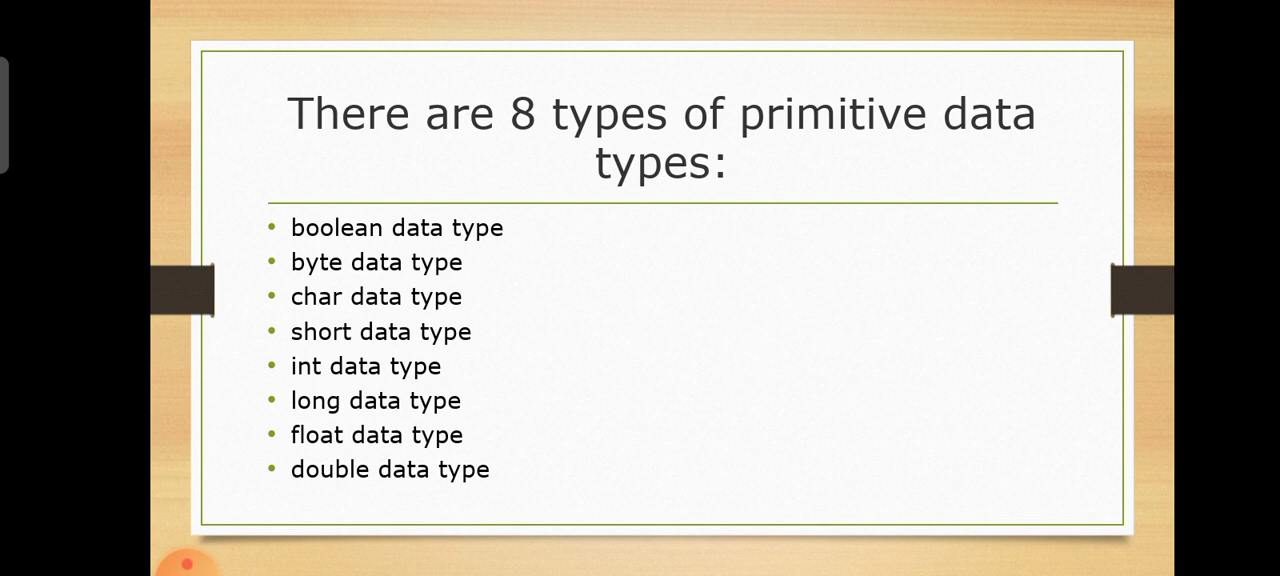 There are 8 types of primitive data
types:
• boolean data type
• byte data type
• char data type
• short data type
• int data type
• long data type
• float data type
• double data type